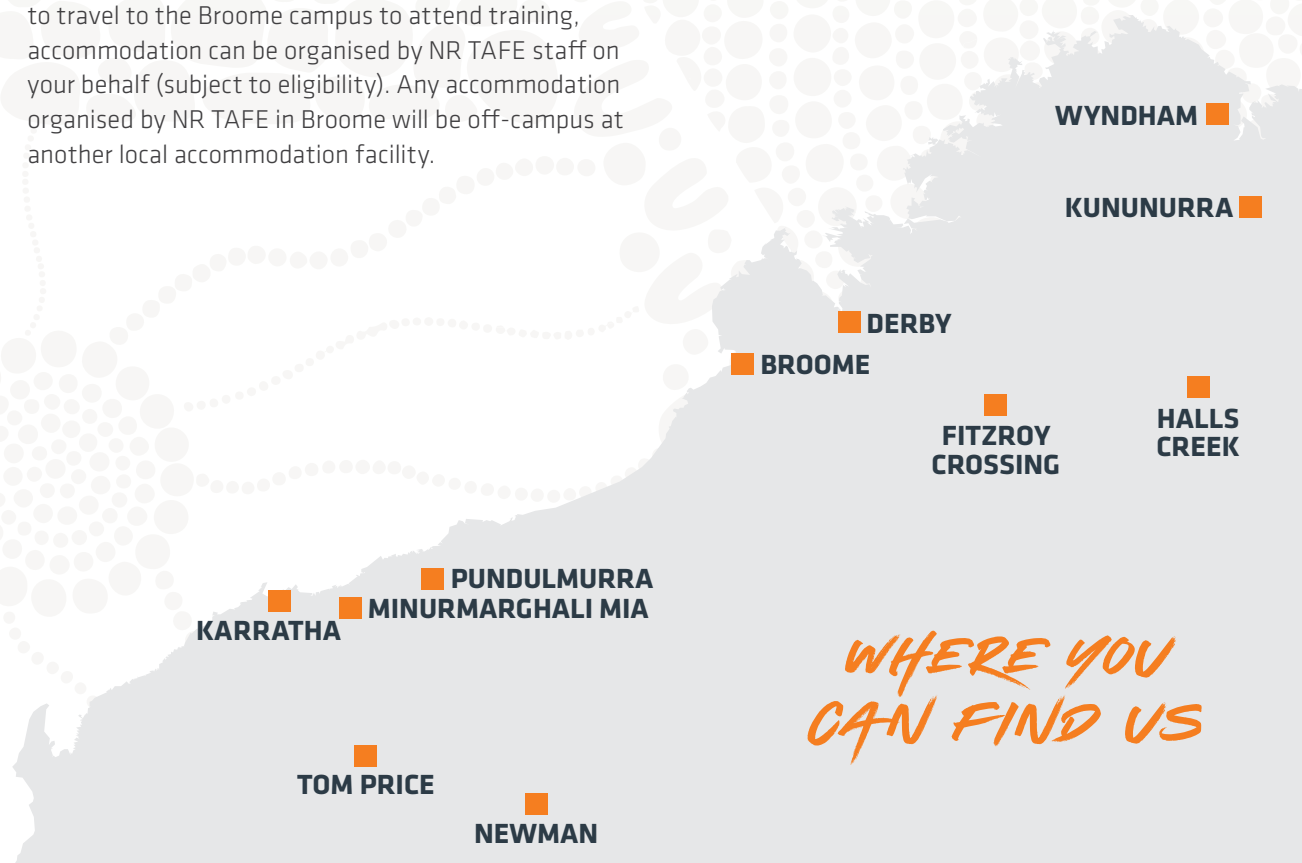 to travel to the Broome campus to attend training,
accommodation can be organised by NR TAFE staff on
your behalf (subject to eligibility). Any accommodation
organised by NR TAFE in Broome will be off-campus at
another local accommodation facility.
WYNDHAM
KUNUNURRA
DERBY
BROOME
FITZROY
CROSSING
HALLS
CREEK
PUNDULMURRA
MINURMARGHALI MIA
KARRATHA
WHERE YOU
CAN FIND US
TOM PRICE
NEWMAN